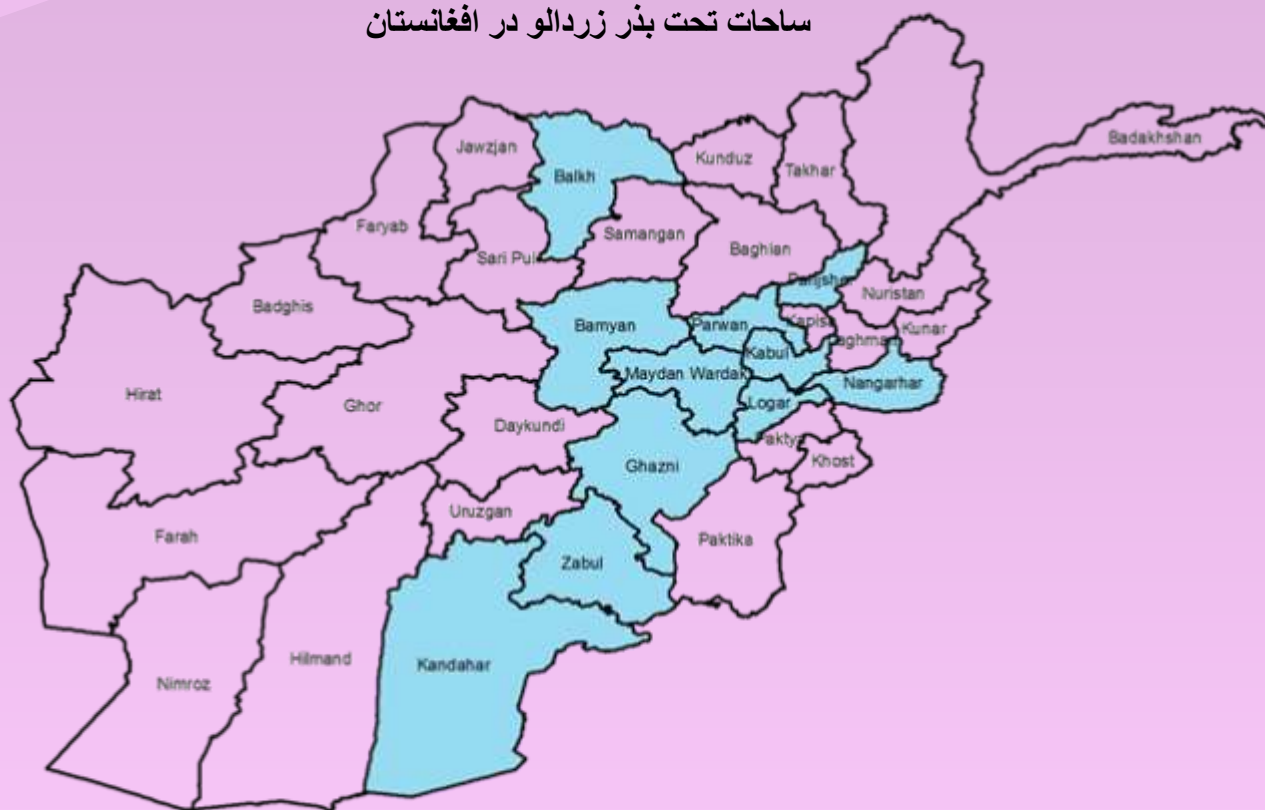 ساحات تحت بذر زردالو در افغانستان
Badakhshan
Jawzjan
Kunduz
Takhar
Balkh
Faryab
Samangan
Baghlan
Sari Pul
Panjsher
Nuristan
Badghis
Bamyan
Parwan
Kapisa
Kunar
Laghman
Kabul
Maydan Wardak
Nangarhar
Hirat
Ghor
Logar
Daykundi
Paktya
Khost
Ghazni
Uruzgan
Farah
Paktika
Zabul
Hilmand
Kandahar
Nimroz